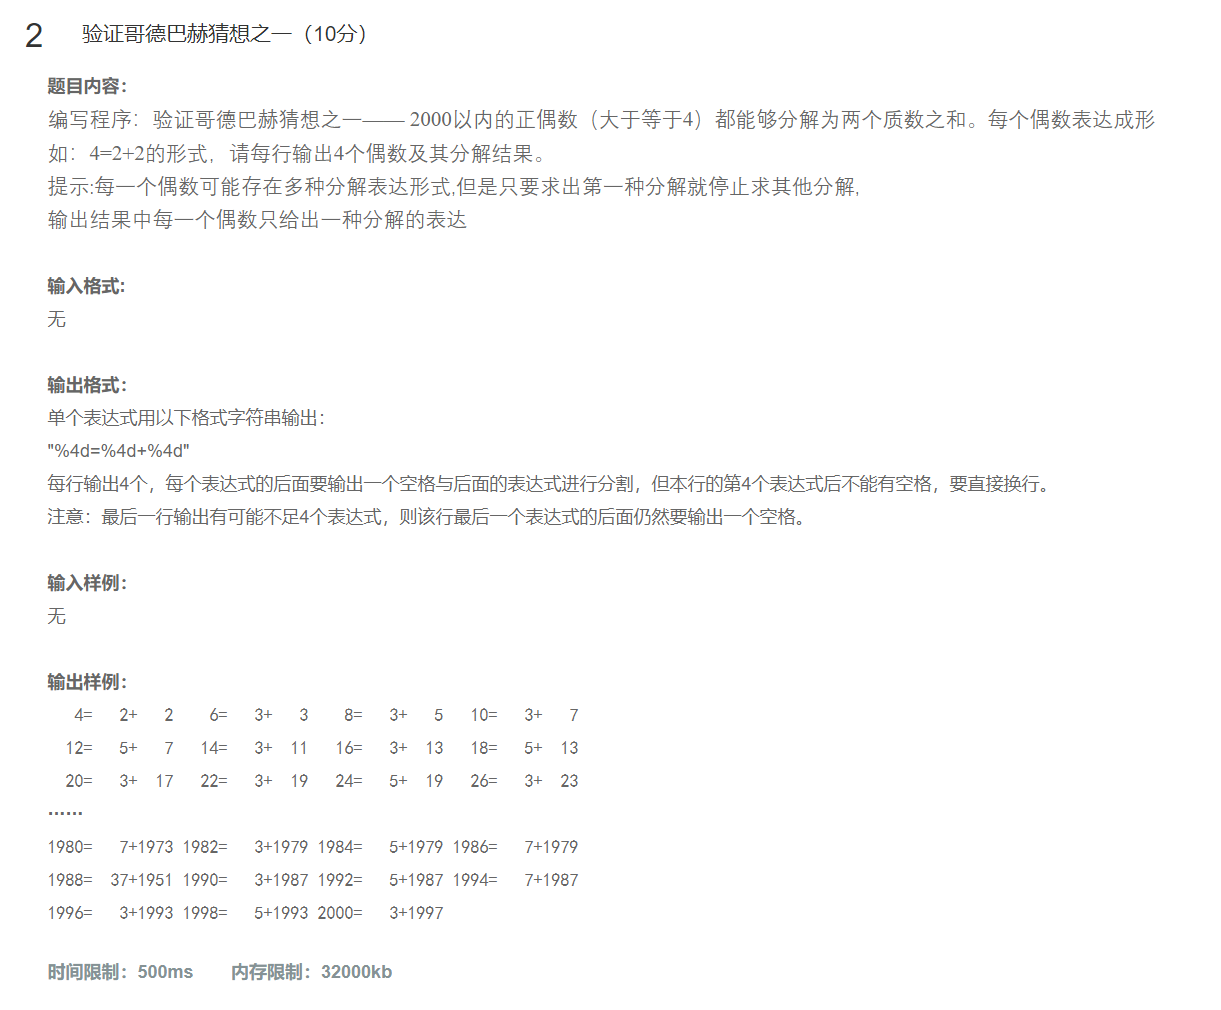 2 验证哥德巴赫猜想之一（10分）
题目内容：
编写程序：验证哥德巴赫猜想之一—— 2000以内的正偶数（大于等于4）都能够分解为两个质数之和。每个偶数表达成形
如：4=2+2的形式，请每行输出4个偶数及其分解结果。
提示:每一个偶数可能存在多种分解表达形式,但是只要求出第一种分解就停止求其他分解,
输出结果中每一个偶数只给出一种分解的表达
输入格式:
无
输出格式：
单个表达式用以下格式字符串输出：
"%4d=%4d+%4d"
每行输出4个，每个表达式的后面要输出一个空格与后面的表达式进行分割，但本行的第4个表达式后不能有空格，要直接换行。
注意：最后一行输出有可能不足4个表达式，则该行最后一个表达式的后面仍然要输出一个空格。
输入样例：
无
输出样例：
   4=   2+   2    6=   3+   3    8=   3+   5   10=   3+   7
  12=   5+   7   14=   3+  11   16=   3+  13   18=   5+  13
  20=   3+  17   22=   3+  19   24=   5+  19   26=   3+  23
……
1980=   7+1973 1982=   3+1979 1984=   5+1979 1986=   7+1979
1988=  37+1951 1990=   3+1987 1992=   5+1987 1994=   7+1987
1996=   3+1993 1998=   5+1993 2000=   3+1997
时间限制：500ms 内存限制：32000kb